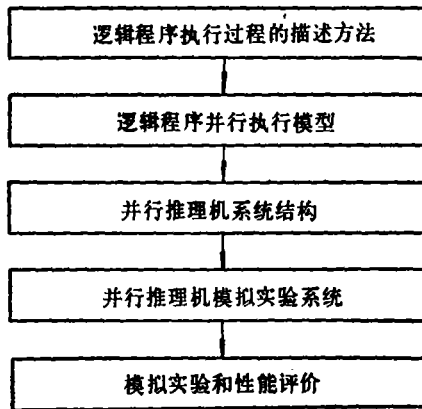 逻辑程序执行过程的描述方法
逻辑程序并行执行模型
并行推理机系统结构
并行推理机模拟实验系统
模拟实验和性能评价